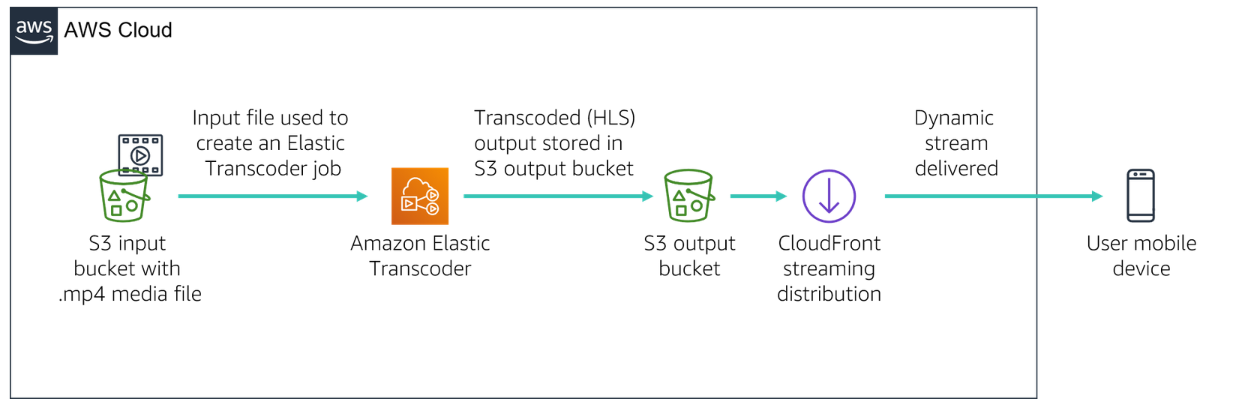 aws
AWS Cloud
Input file used to
create an Elastic
Transcoder job
Transcoded (HLS)
output stored in
S3 output bucket
Dynamic
stream
delivered
S3 input
bucket with
.mp4 media file
Amazon Elastic
Transcoder
S3 output
bucket
CloudFront
streaming
distribution
User mobile
device